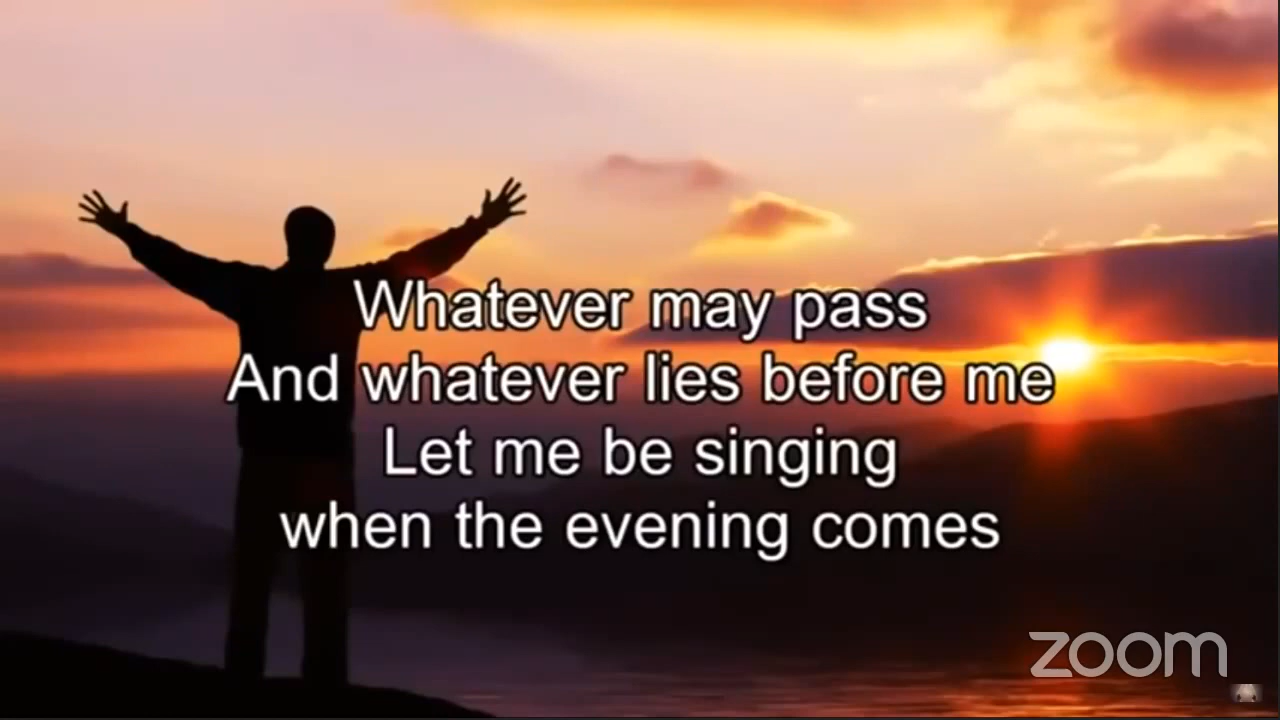 Whatever may pass
And whatever lies before me
Let me be singing
when the evening comes
zoom